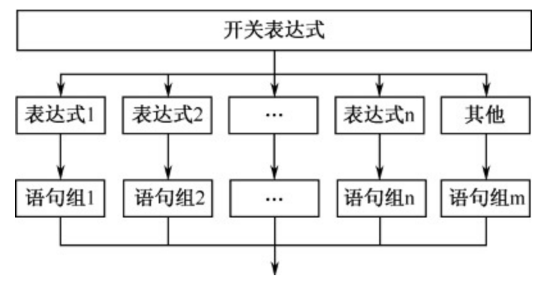 开关表达式
表达式1 表达式2 … 表达式n 其他
语句组1 语句组2 … 语句组n 语句组m